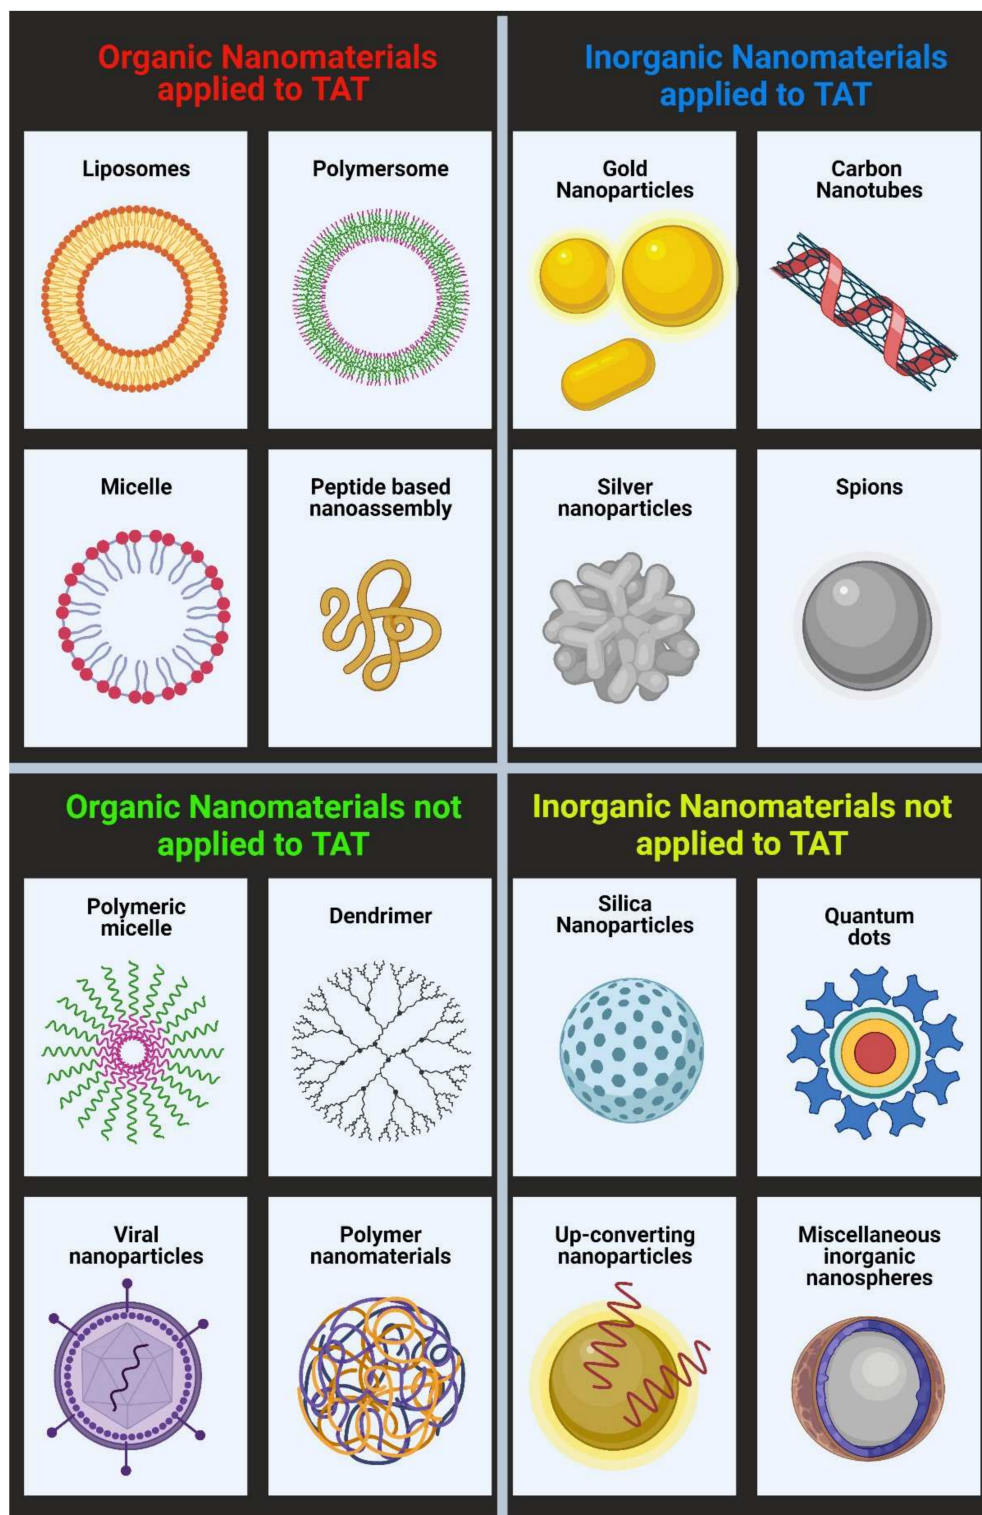 Organic Nanomaterials
applied to TAT
Liposomes
Polymersome
Micelle
Peptide based
nanoassembly
Inorganic Nanomaterials
applied to TAT
Gold
Nanoparticles
Carbon
Nanotubes
Silver
nanoparticles
Spions
Organic Nanomaterials not
applied to TAT
Polymeric
micelle
Dendrimer
Viral
nanoparticles
Polymer
nanomaterials
Inorganic Nanomaterials not
applied to TAT
Silica
Nanoparticles
Quantum
dots
Up-converting
nanoparticles
Miscellaneous
inorganic
nanospheres